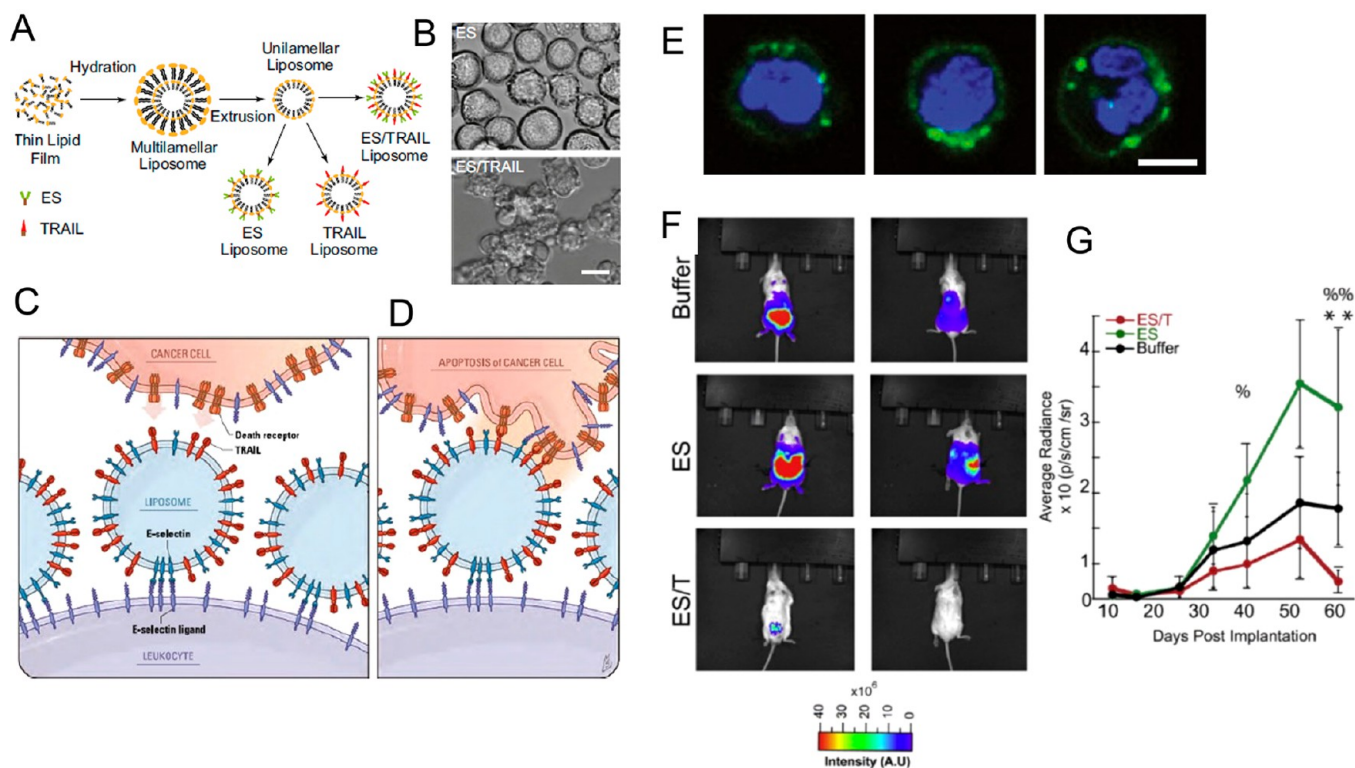 A
Hydration
Thin Lipid
Film
Multilamellar
Liposome
Extrusion
Unilamellar
Liposome
ES/TRAIL
Liposome
ES
Liposome
TRAIL
Liposome
ES
TRAIL
B
ES
ES/TRAIL
C
CANCER CELL
Death receptor
TRAIL
LIPOSOME
E-selectin
E-selectin ligand
LEUKOCYTE
D
APOPTOSIS of CANCER CELL
E
F
Buffer
ES
ES/T
x10⁶
40
30
20
10
0
Intensity (A.U)
G
%%
* *
%
ES/T
ES
Buffer
Average Radiance
x 10 (p/s/cm /sr)
4
3
2
1
0
10 20 30 40 50 60
Days Post Implantation